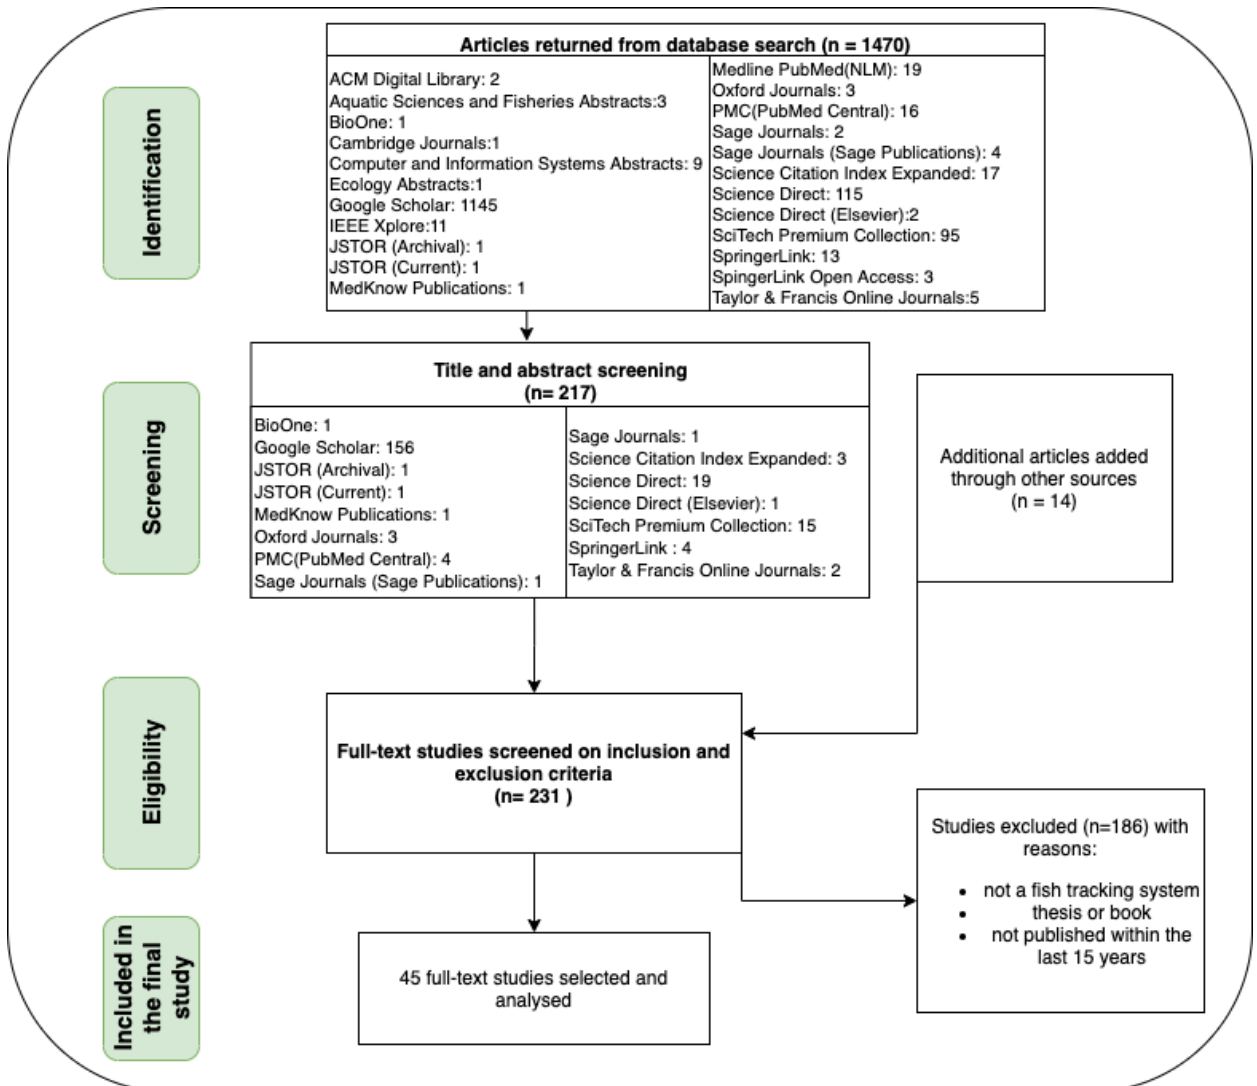 Identification
Articles returned from database search (n = 1470)
ACM Digital Library: 2
Aquatic Sciences and Fisheries Abstracts:3
BioOne: 1
Cambridge Journals:1
Computer and Information Systems Abstracts: 9
Ecology Abstracts:1
Google Scholar: 1145
IEEE Xplore:11
JSTOR (Archival): 1
JSTOR (Current): 1
MedKnow Publications: 1
Medline PubMed(NLM): 19
Oxford Journals: 3
PMC(PubMed Central): 16
Sage Journals: 2
Sage Journals (Sage Publications): 4
Science Citation Index Expanded: 17
Science Direct: 115
Science Direct (Elsevier):2
SciTech Premium Collection: 95
SpringerLink: 13
SpingerLink Open Access: 3
Taylor & Francis Online Journals:5
Screening
Title and abstract screening
(n= 217)
BioOne: 1
Google Scholar: 156
JSTOR (Archival): 1
JSTOR (Current): 1
MedKnow Publications: 1
Oxford Journals: 3
PMC(PubMed Central): 4
Sage Journals (Sage Publications): 1
Sage Journals: 1
Science Citation Index Expanded: 3
Science Direct: 19
Science Direct (Elsevier): 1
SciTech Premium Collection: 15
SpringerLink : 4
Taylor & Francis Online Journals: 2
Additional articles added
through other sources
(n = 14)
Eligibility
Full-text studies screened on inclusion and
exclusion criteria
(n= 231 )
Studies excluded (n=186) with
reasons:
• not a fish tracking system
• thesis or book
• not published within the
last 15 years
Included in
the final
study
45 full-text studies selected and
analysed